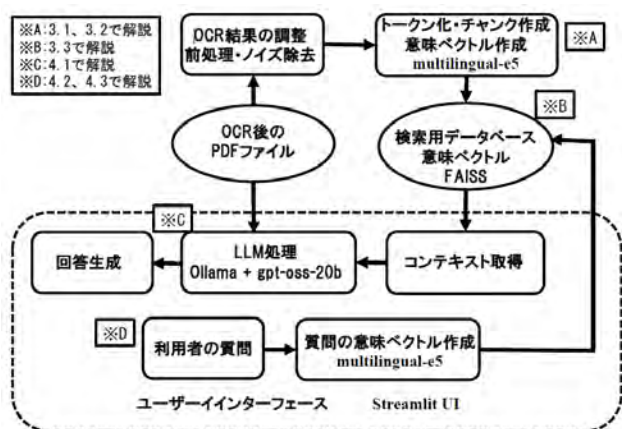 ※A:3.1、3.2で解説
※B:3.3で解説
※C:4.1で解説
※D:4.2、4.3で解説
OCR結果の調整
前処理・ノイズ除去
トークン化・チャンク作成
意味ベクトル作成
multilingual-e5
※A
※B
OCR後の
PDFファイル
検索用データベース
意味ベクトル
FAISS
※C
回答生成
LLM処理
Ollama + gpt-oss-20b
コンテキスト取得
※D
利用者の質問
質問の意味ベクトル作成
multilingual-e5
ユーザーイインターフェース
Streamlit UI